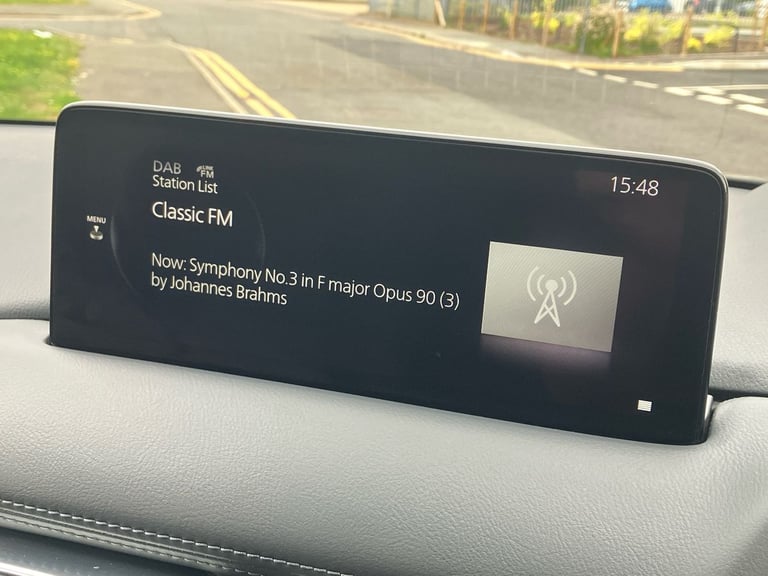 DAB LINK FM
15:48
Station List
Classic FM
MENU
Now: Symphony No.3 in F major Opus 90 (3)
by Johannes Brahms